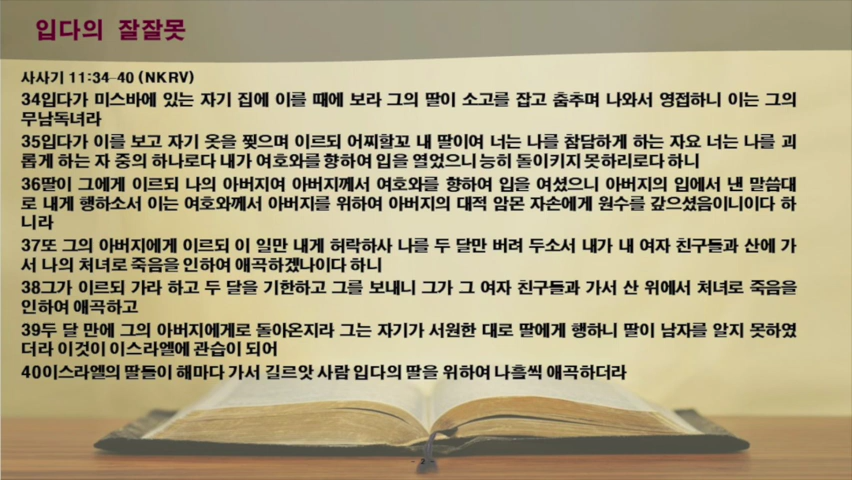 입다의 잘잘못
사사기 11:34-40 (NKRV)
34입다가 미스바에 있는 자기 집에 이를 때에 보라 그의 딸이 소고를 잡고 춤추며 나와서 영접하니 이는 그의
무남독녀라
35입다가 이를 보고 자기 옷을 찢으며 이르되 어찌할꼬 내 딸이여 너는 나를 참담하게 하는 자요 너는 나를 괴
롭게 하는 자 중의 하나로다 내가 여호와를 향하여 입을 열었으니 능히 돌이키지 못하리로다 하니
36딸이 그에게 이르되 나의 아버지여 아버지께서 여호와를 향하여 입을 여셨으니 아버지의 입에서 낸 말씀대
로 내게 행하소서 이는 여호와께서 아버지를 위하여 아버지의 대적 암몬 자손에게 원수를 갚으셨음이니이다 하
니라
37또 그의 아버지에게 이르되 이 일만 내게 허락하사 나를 두 달만 버려 두소서 내가 내 여자 친구들과 산에 가
서 나의 처녀로 죽음을 인하여 애곡하겠나이다 하니
38그가 이르되 가라 하고 두 달을 기한하고 그를 보내니 그가 그 여자 친구들과 가서 산 위에서 처녀로 죽음을
인하여 애곡하고
39두 달 만에 그의 아버지에게로 돌아온지라 그는 자기가 서원한 대로 딸에게 행하니 딸이 남자를 알지 못하였
더라 이것이 이스라엘에 관습이 되어
40이스라엘의 딸들이 해마다 가서 길르앗 사람 입다의 딸을 위하여 나흘씩 애곡하더라